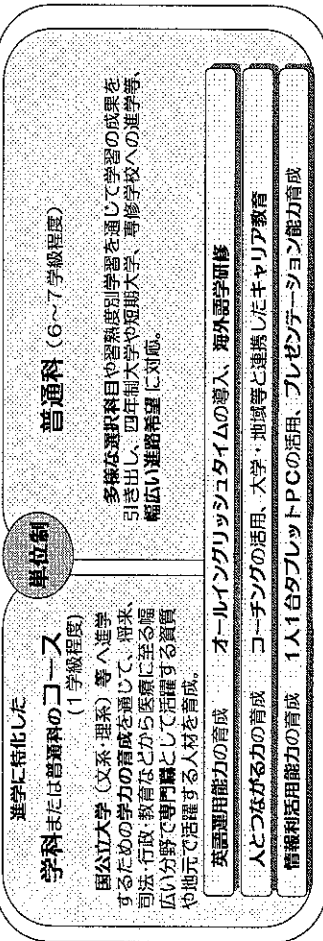 進学に特化した
学科または普通科のコース
(1学級程度)
国公立大学(文系・理系)等へ進学
するための学力の育成を通じて、将来、
司法・行政・教育などから医療に至る幅
広い分野で専門職として活躍する資質
や地元で活躍する人材を育成。
単位制
普通科(6~7学級程度)
多様な選択科目や習熟度別学習を通じて学習の成果を
引き出し、四年制大学や短期大学、専修学校への進学等、
幅広い進路希望に対応。
英語運用能力の育成 オールイングリッシュタイムの導入、海外語学研修
人とつながる力の育成 コーチングの活用、大学・地域等と連携したキャリア教育
情報利活用能力の育成 1人1台タブレットPCの活用、プレゼンテーション能力育成